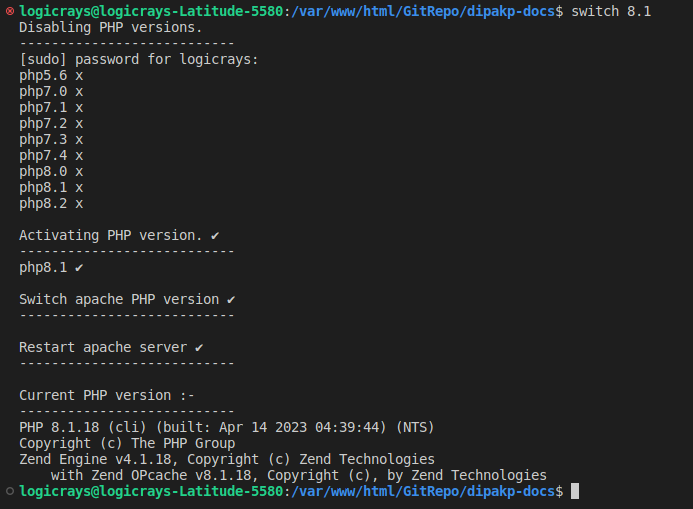 logicrays@logicrays-Latitude-5580:/var/www/html/GitRepo/dipakp-docs$ switch 8.1
Disabling PHP versions.
---------------------------
[sudo] password for logicrays:
php5.6 x
php7.0 x
php7.1 x
php7.2 x
php7.3 x
php7.4 x
php8.0 x
php8.1 x
php8.2 x
Activating PHP version. ✔
---------------------------
php8.1 ✔
Switch apache PHP version ✔
---------------------------
Restart apache server ✔
---------------------------
Current PHP version :-
---------------------------
PHP 8.1.18 (cli) (built: Apr 14 2023 04:39:44) (NTS)
Copyright (c) The PHP Group
Zend Engine v4.1.18, Copyright (c) Zend Technologies
    with Zend OPcache v8.1.18, Copyright (c), by Zend Technologies
logicrays@logicrays-Latitude-5580:/var/www/html/GitRepo/dipakp-docs$